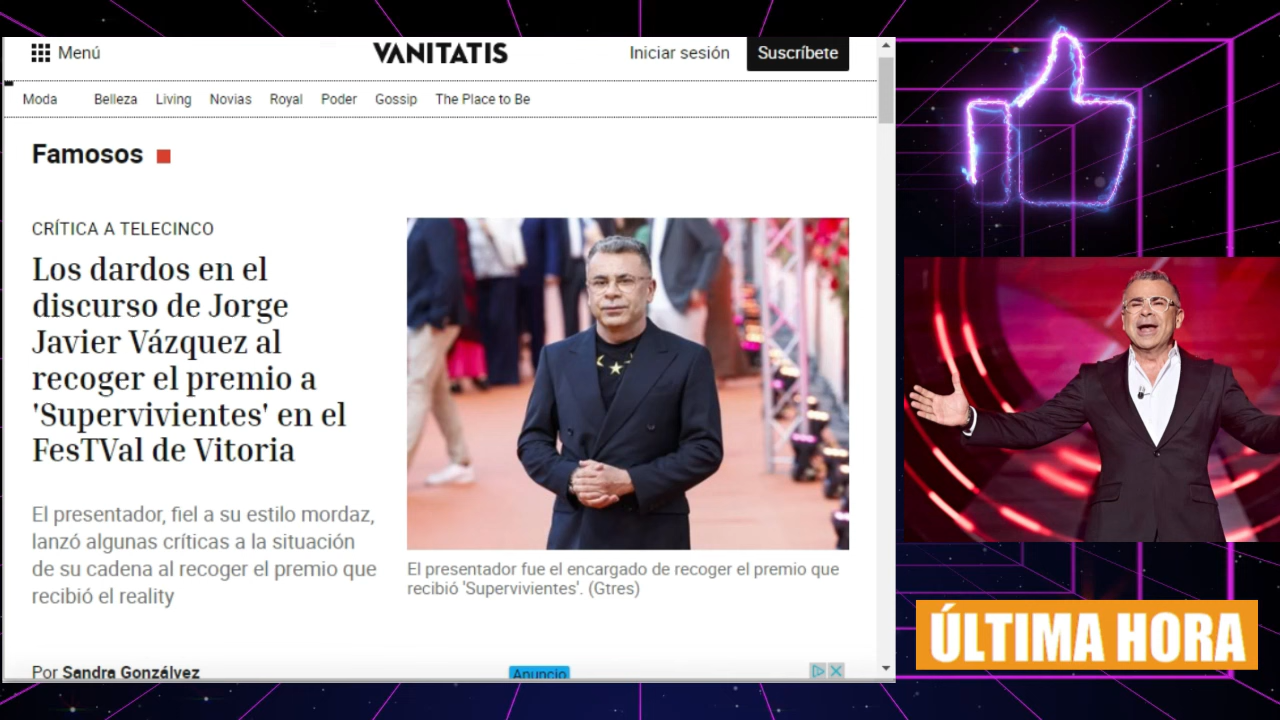 Menú
VANITATIS
Iniciar sesión
Suscríbete
Moda Belleza Living Novias Royal Poder Gossip The Place to Be
Famosos
CRÍTICA A TELECINCO
Los dardos en el
discurso de Jorge
Javier Vázquez al
recoger el premio a
'Supervivientes' en el
FesTVal de Vitoria
El presentador, fiel a su estilo mordaz,
lanzó algunas críticas a la situación
de su cadena al recoger el premio que
recibió el reality
El presentador fue el encargado de recoger el premio que
recibió 'Supervivientes'. (Gtres)
Por Sandra Gonzálvez
Anuncio
ÚLTIMA HORA